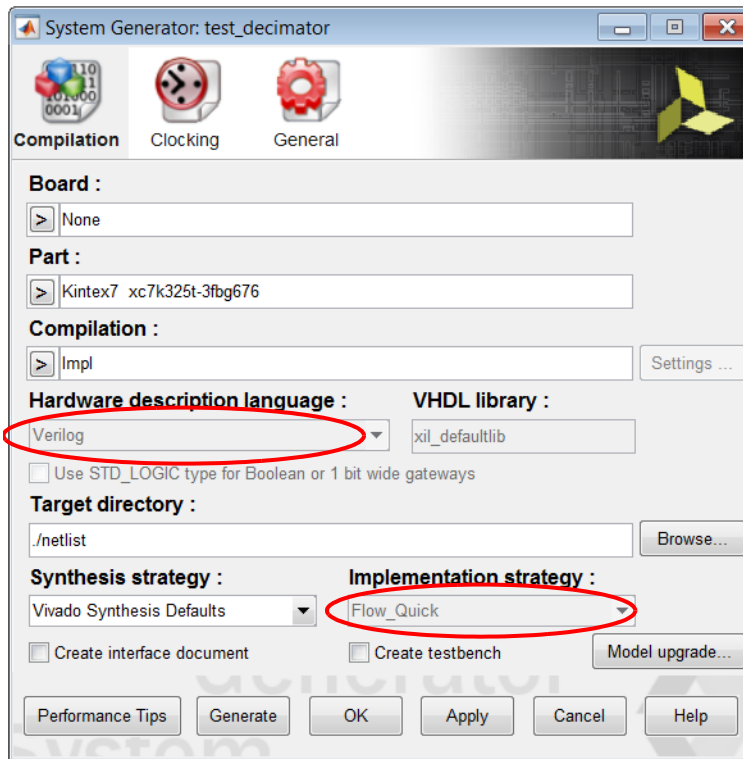 System Generator: test_decimator
Compilation Clocking General
Board :
> None
Part :
> Kintex7 xc7k325t-3fbg676
Compilation :
> Impl Settings ...
Hardware description language : VHDL library :
Verilog xil_defaultlib
Use STD_LOGIC type for Boolean or 1 bit wide gateways
Target directory :
./netlist Browse...
Synthesis strategy : Implementation strategy :
Vivado Synthesis Defaults Flow_Quick
Create interface document Create testbench Model upgrade...
Generator
Performance Tips Generate OK Apply Cancel Help
System